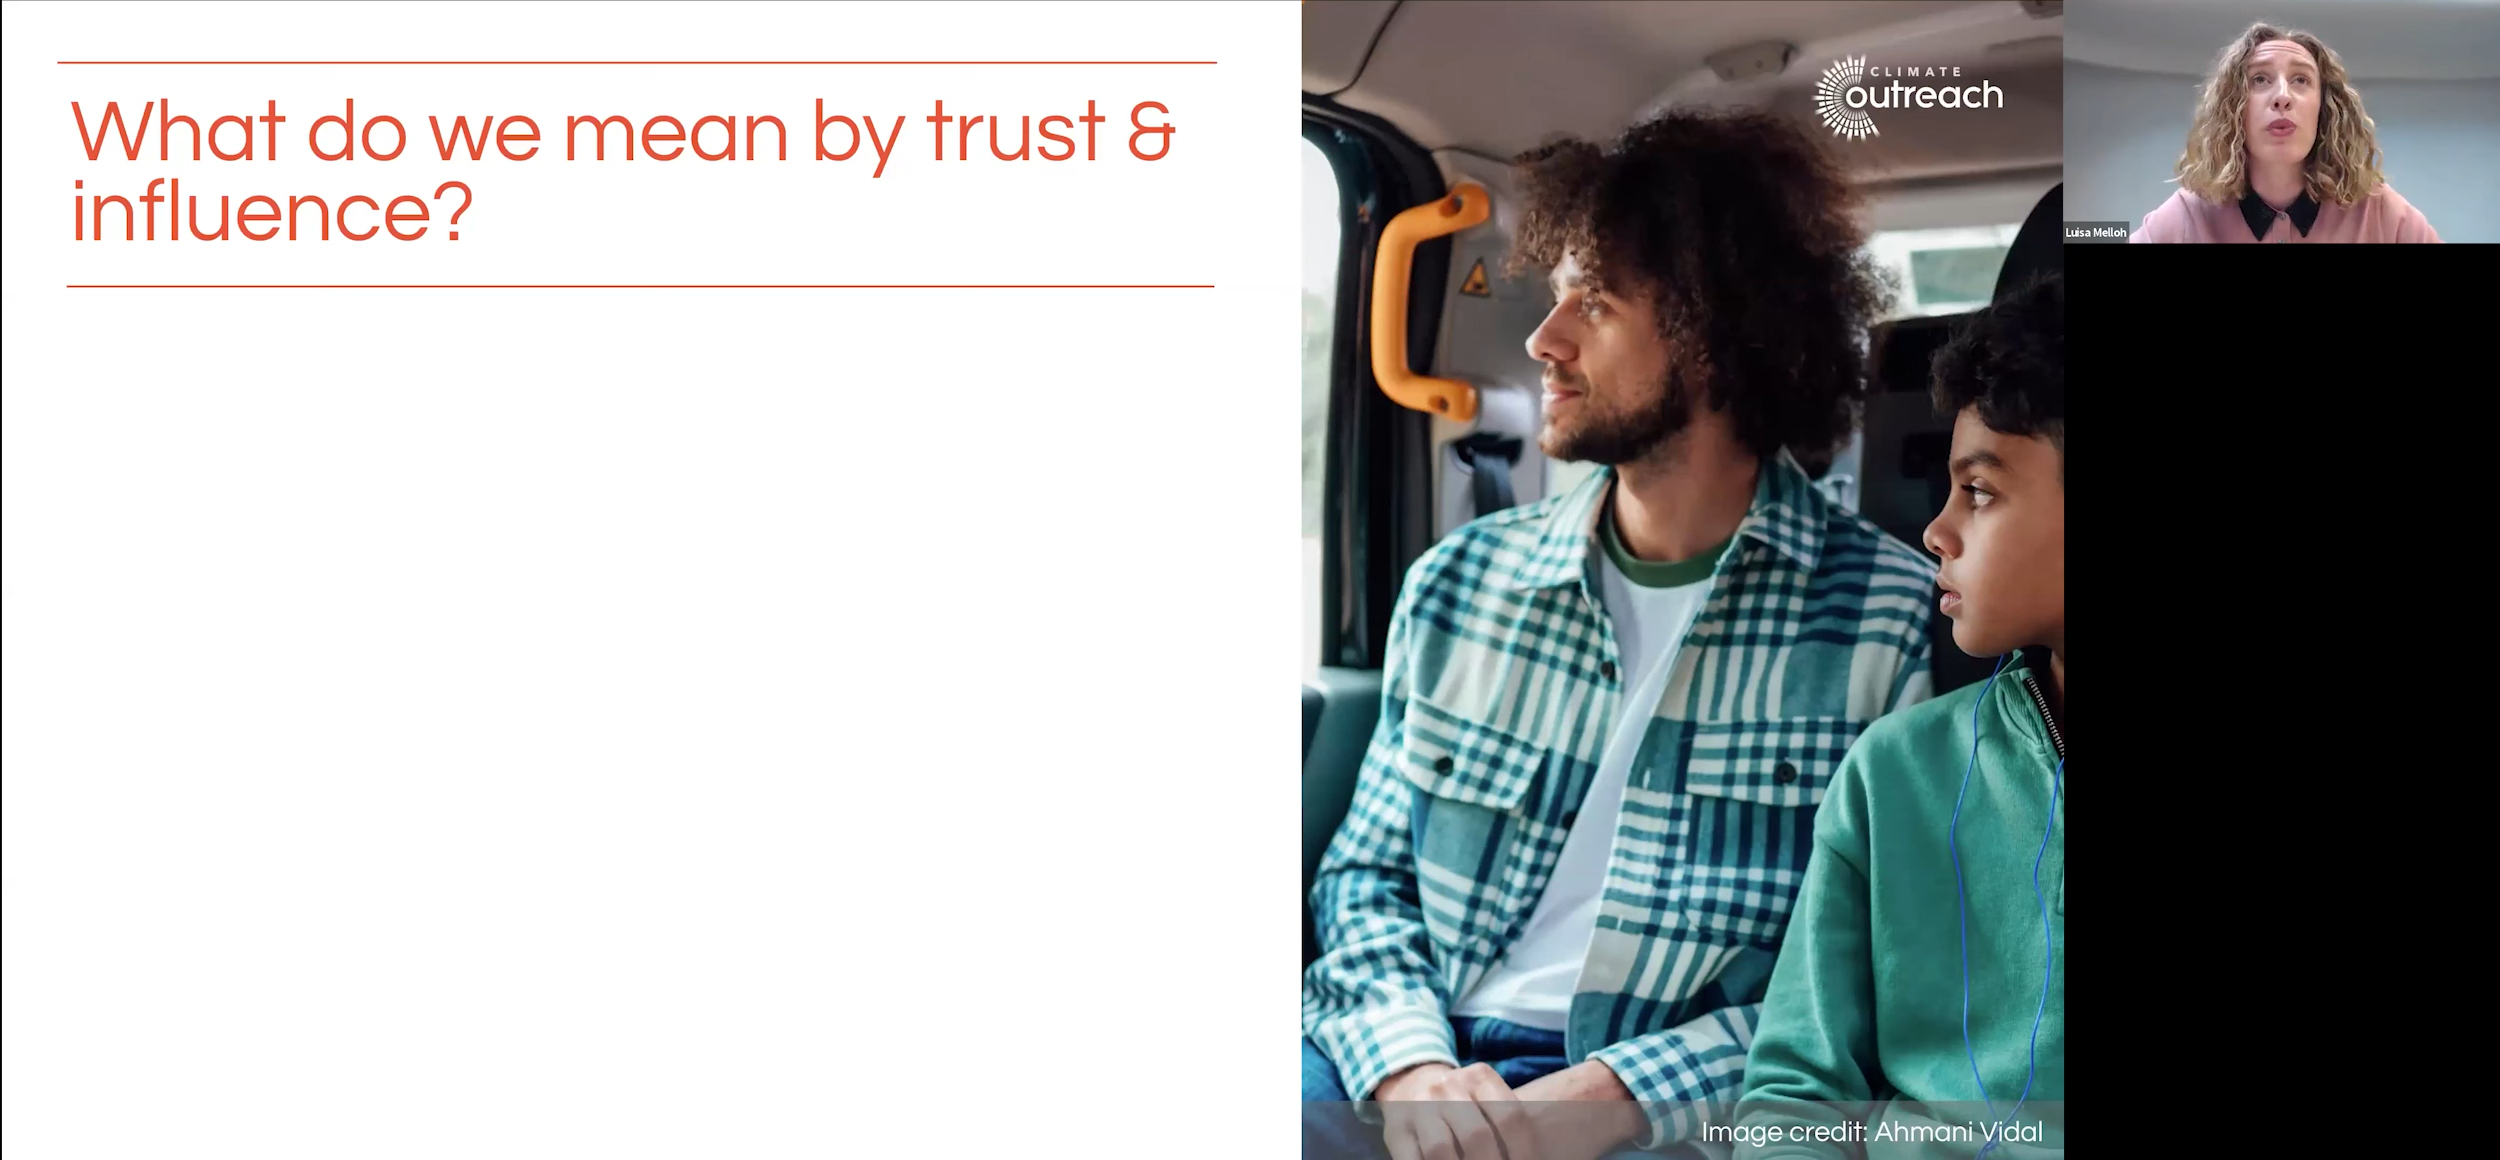 What do we mean by trust &
influence?
CLIMATE
outreach
Luisa Melloh
Image credit: Ahmani Vidal